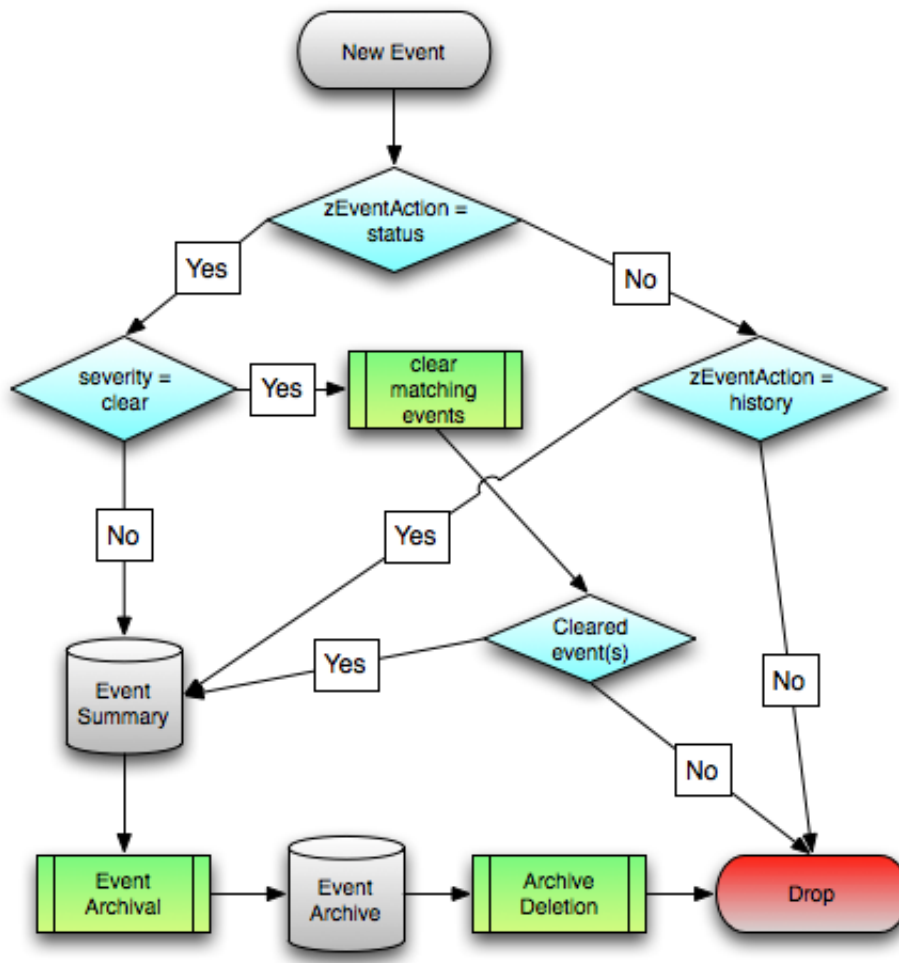 New Event
zEventAction =
status
Yes
No
severity =
clear
Yes
clear
matching
events
zEventAction =
history
No
Yes
Cleared
event(s)
Yes
No
Event
Summary
No
Event
Archival
Event
Archive
Archive
Deletion
Drop